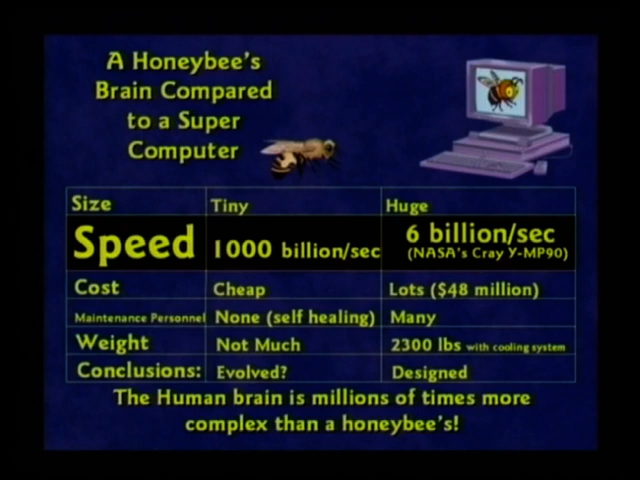 A Honeybee's
Brain Compared
to a Super
Computer
Size Tiny Huge
Speed 1000 billion/sec 6 billion/sec
(NASA's Cray Y-MP90)
Cost Cheap Lots ($48 million)
Maintenance Personnel None (self healing) Many
Weight Not Much 2300 lbs with cooling system
Conclusions: Evolved? Designed
The Human brain is millions of times more
complex than a honeybee's!